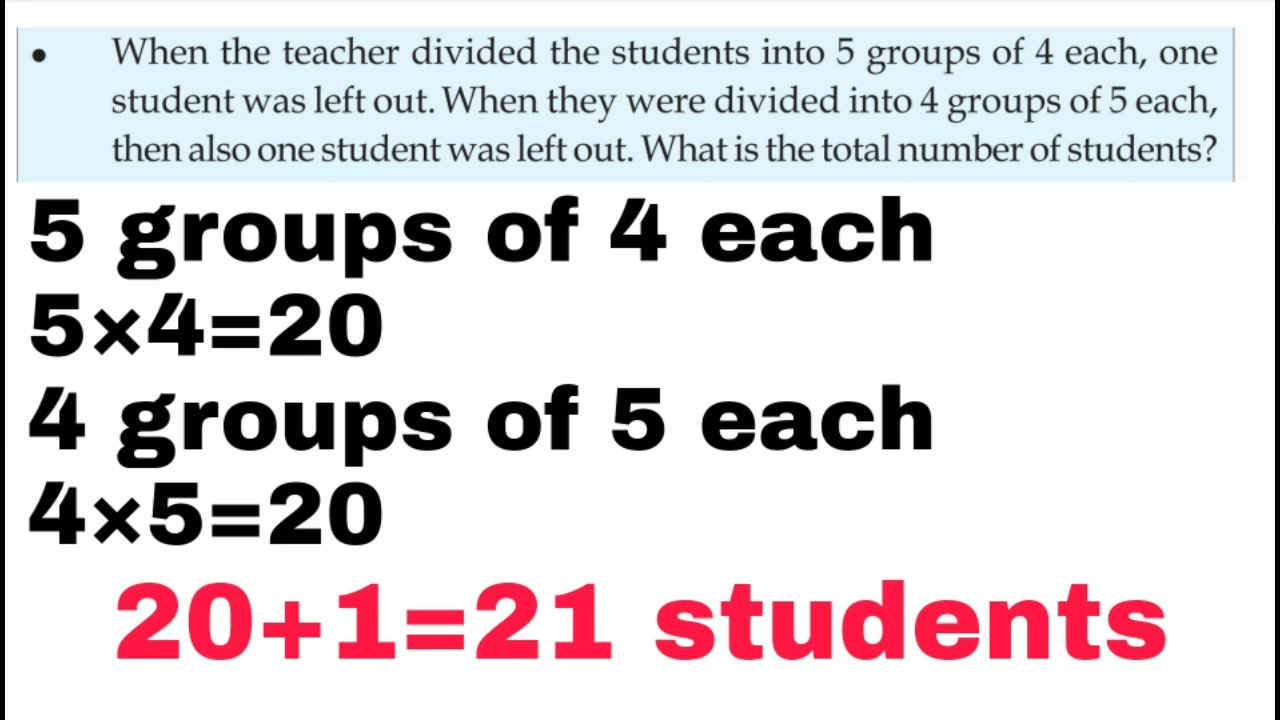 • When the teacher divided the students into 5 groups of 4 each, one
student was left out. When they were divided into 4 groups of 5 each,
then also one student was left out. What is the total number of students?
5 groups of 4 each
5×4=20
4 groups of 5 each
4×5=20
20+1=21 students